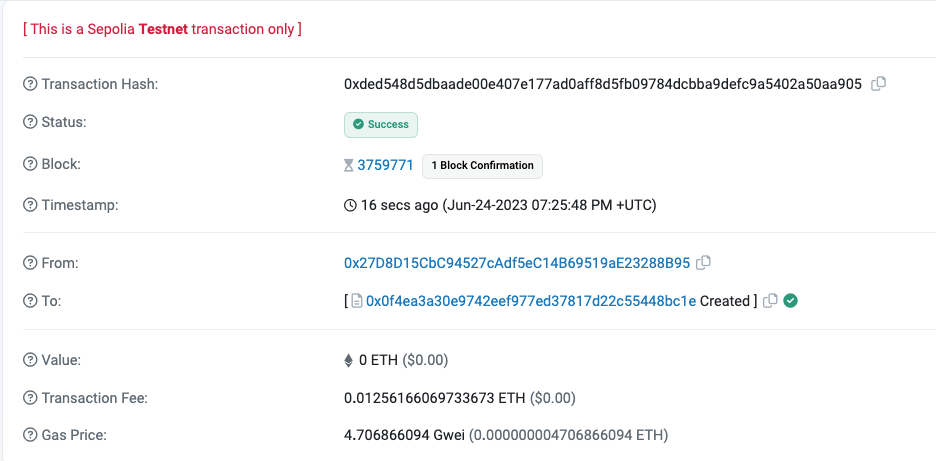 [ This is a Sepolia Testnet transaction only ]
Transaction Hash: 0xded548d5dbaade00e407e177ad0aff8d5fb09784dcbba9defc9a5402a50aa905
Status: Success
Block: 3759771 1 Block Confirmation
Timestamp: 16 secs ago (Jun-24-2023 07:25:48 PM +UTC)
From: 0x27D8D15CbC94527cAdf5eC14B69519aE23288B95
To: [ 0x0f4ea3a30e9742eef977ed37817d22c55448bc1e Created ]
Value: 0 ETH ($0.00)
Transaction Fee: 0.01256166069733673 ETH ($0.00)
Gas Price: 4.706866094 Gwei (0.000000004706866094 ETH)